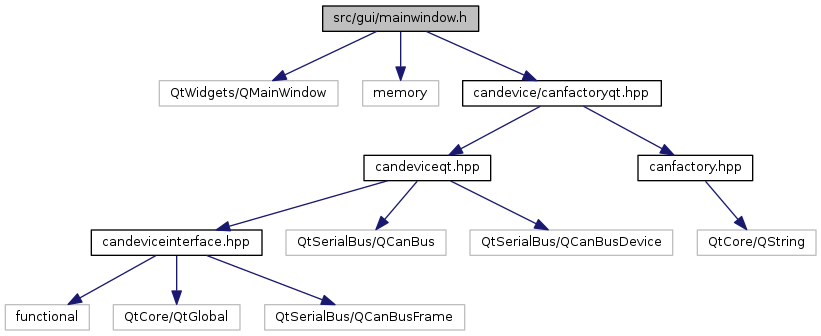 src/gui/mainwindow.h
QtWidgets/QMainWindow
memory
candevice/canfactoryqt.hpp
candeviceqt.hpp
canfactory.hpp
candeviceinterface.hpp
QtSerialBus/QCanBus
QtSerialBus/QCanBusDevice
QtCore/QString
functional
QtCore/QtGlobal
QtSerialBus/QCanBusFrame